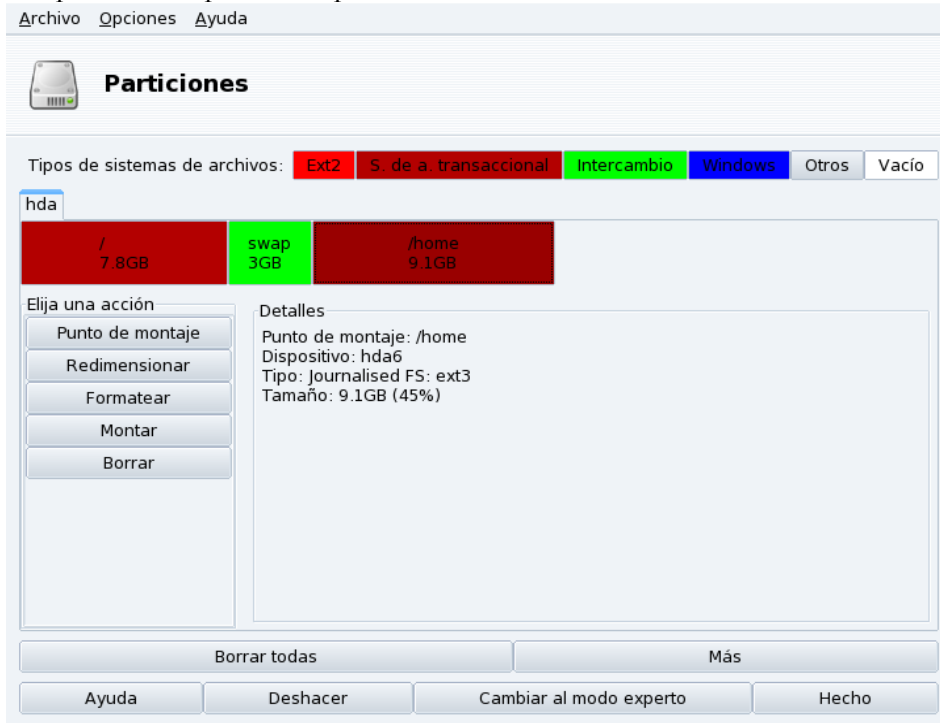 Archivo Opciones Ayuda
Particiones
Tipos de sistemas de archivos: Ext2 S. de a. transaccional Intercambio Windows Otros Vacío
hda
/ swap /home
7.8GB 3GB 9.1GB
Elija una acción
Punto de montaje
Redimensionar
Formatear
Montar
Borrar
Detalles
Punto de montaje: /home
Dispositivo: hda6
Tipo: Journalised FS: ext3
Tamaño: 9.1GB (45%)
Borrar todas Más
Ayuda Deshacer Cambiar al modo experto Hecho